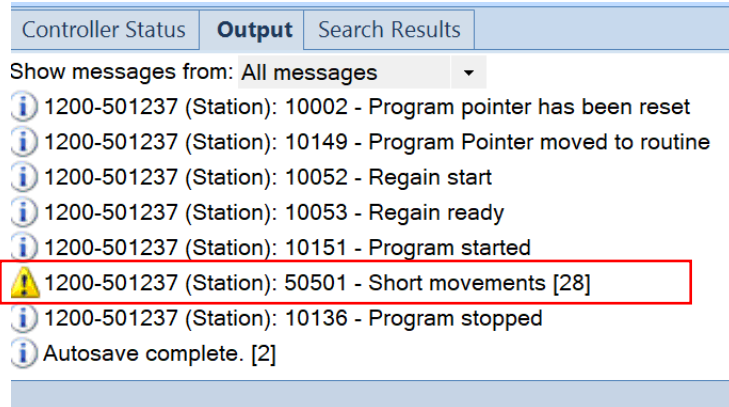 Controller Status Output Search Results
Show messages from: All messages
1200-501237 (Station): 10002 - Program pointer has been reset
1200-501237 (Station): 10149 - Program Pointer moved to routine
1200-501237 (Station): 10052 - Regain start
1200-501237 (Station): 10053 - Regain ready
1200-501237 (Station): 10151 - Program started
1200-501237 (Station): 50501 - Short movements [28]
1200-501237 (Station): 10136 - Program stopped
Autosave complete. [2]